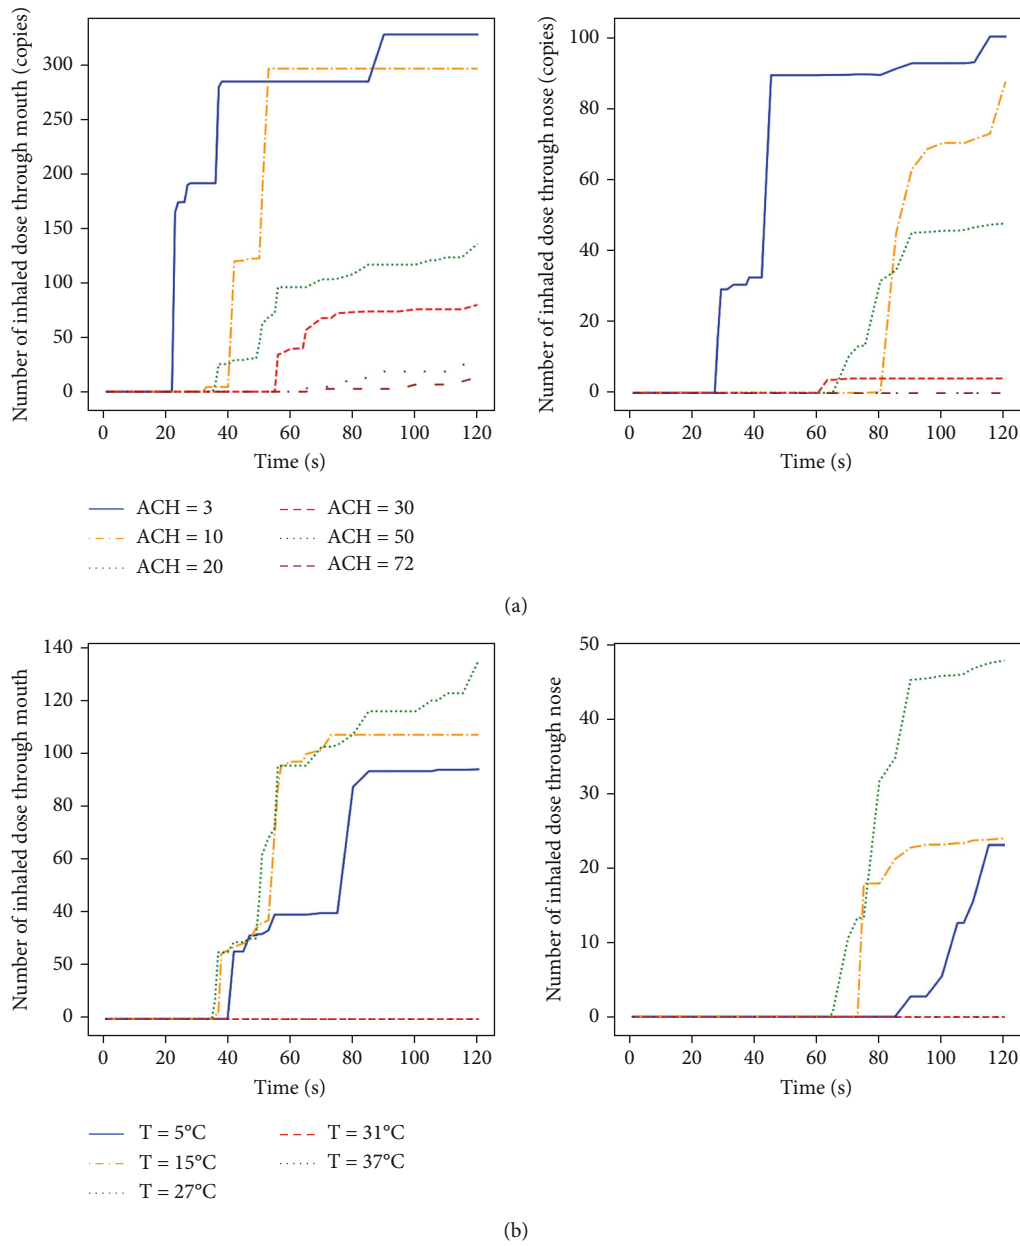 Number of inhaled dose through mouth (copies)
300
250
200
150
100
50
0
0 20 40 60 80 100 120
Time (s)
Number of inhaled dose through nose (copies)
100
80
60
40
20
0
0 20 40 60 80 100 120
Time (s)
ACH = 3
ACH = 10
ACH = 20
ACH = 30
ACH = 50
ACH = 72
(a)
Number of inhaled dose through mouth
140
120
100
80
60
40
50
0
0 20 40 60 80 100 120
Time (s)
Number of inhaled dose through nose
50
40
30
20
10
0
0 20 40 60 80 100 120
Time (s)
T = 5°C
T = 15°C
T = 27°C
T = 31°C
T = 37°C
(b)